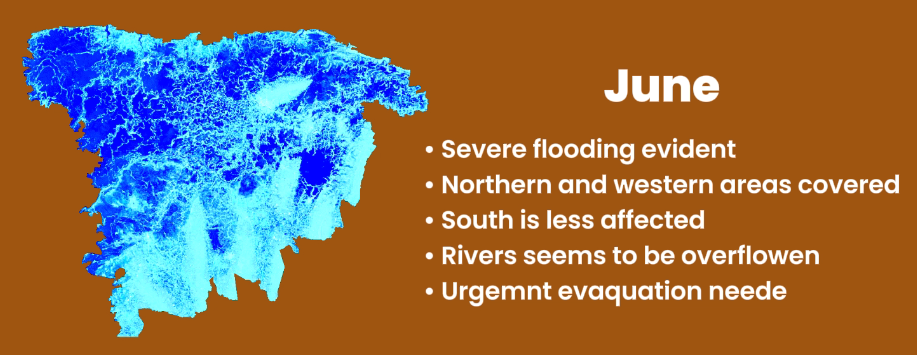 June
• Severe flooding evident
• Northern and western areas covered
• South is less affected
• Rivers seems to be overflowen
• Urgemnt evaquation neede